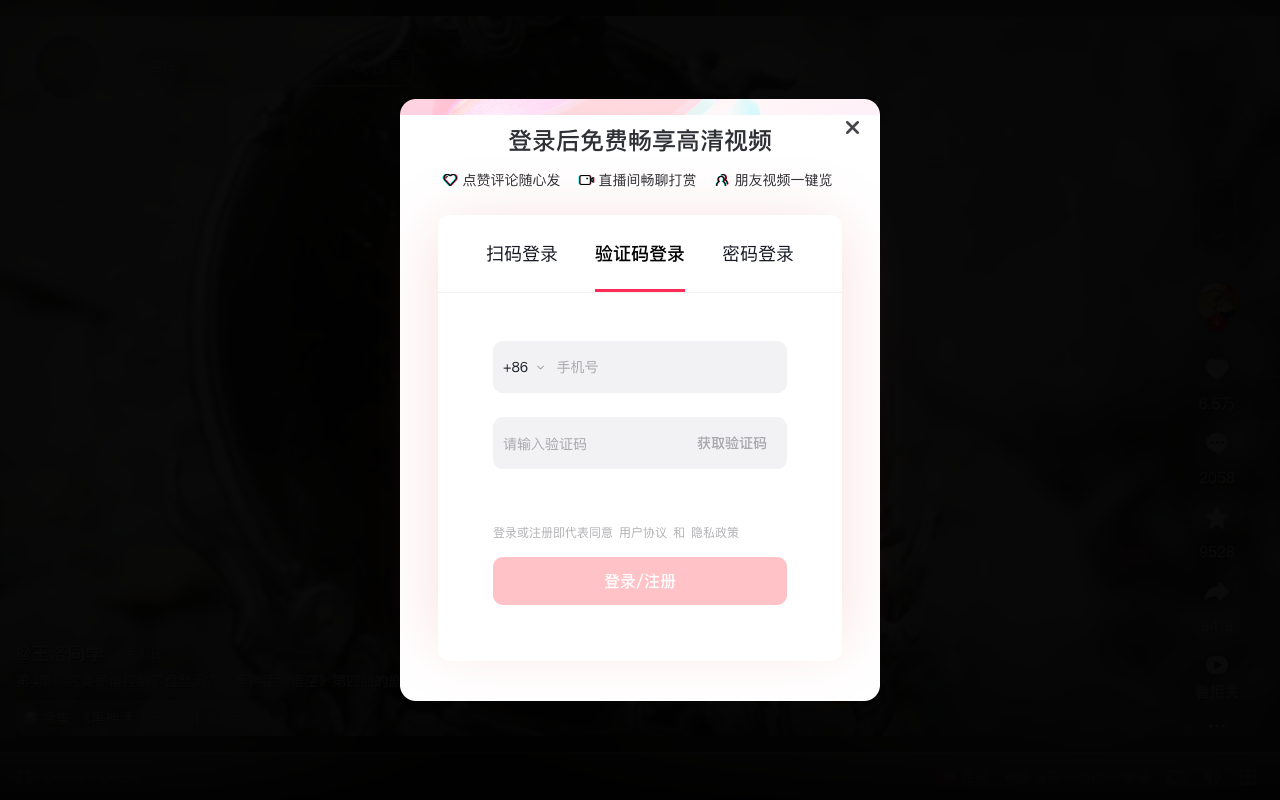 登录后免费畅享高清视频
点赞评论随心发 直播间畅聊打赏 朋友视频一键览
扫码登录 验证码登录 密码登录
+86 手机号
请输入验证码 获取验证码
登录或注册即代表同意 用户协议 和 隐私政策
登录/注册
2058
9528